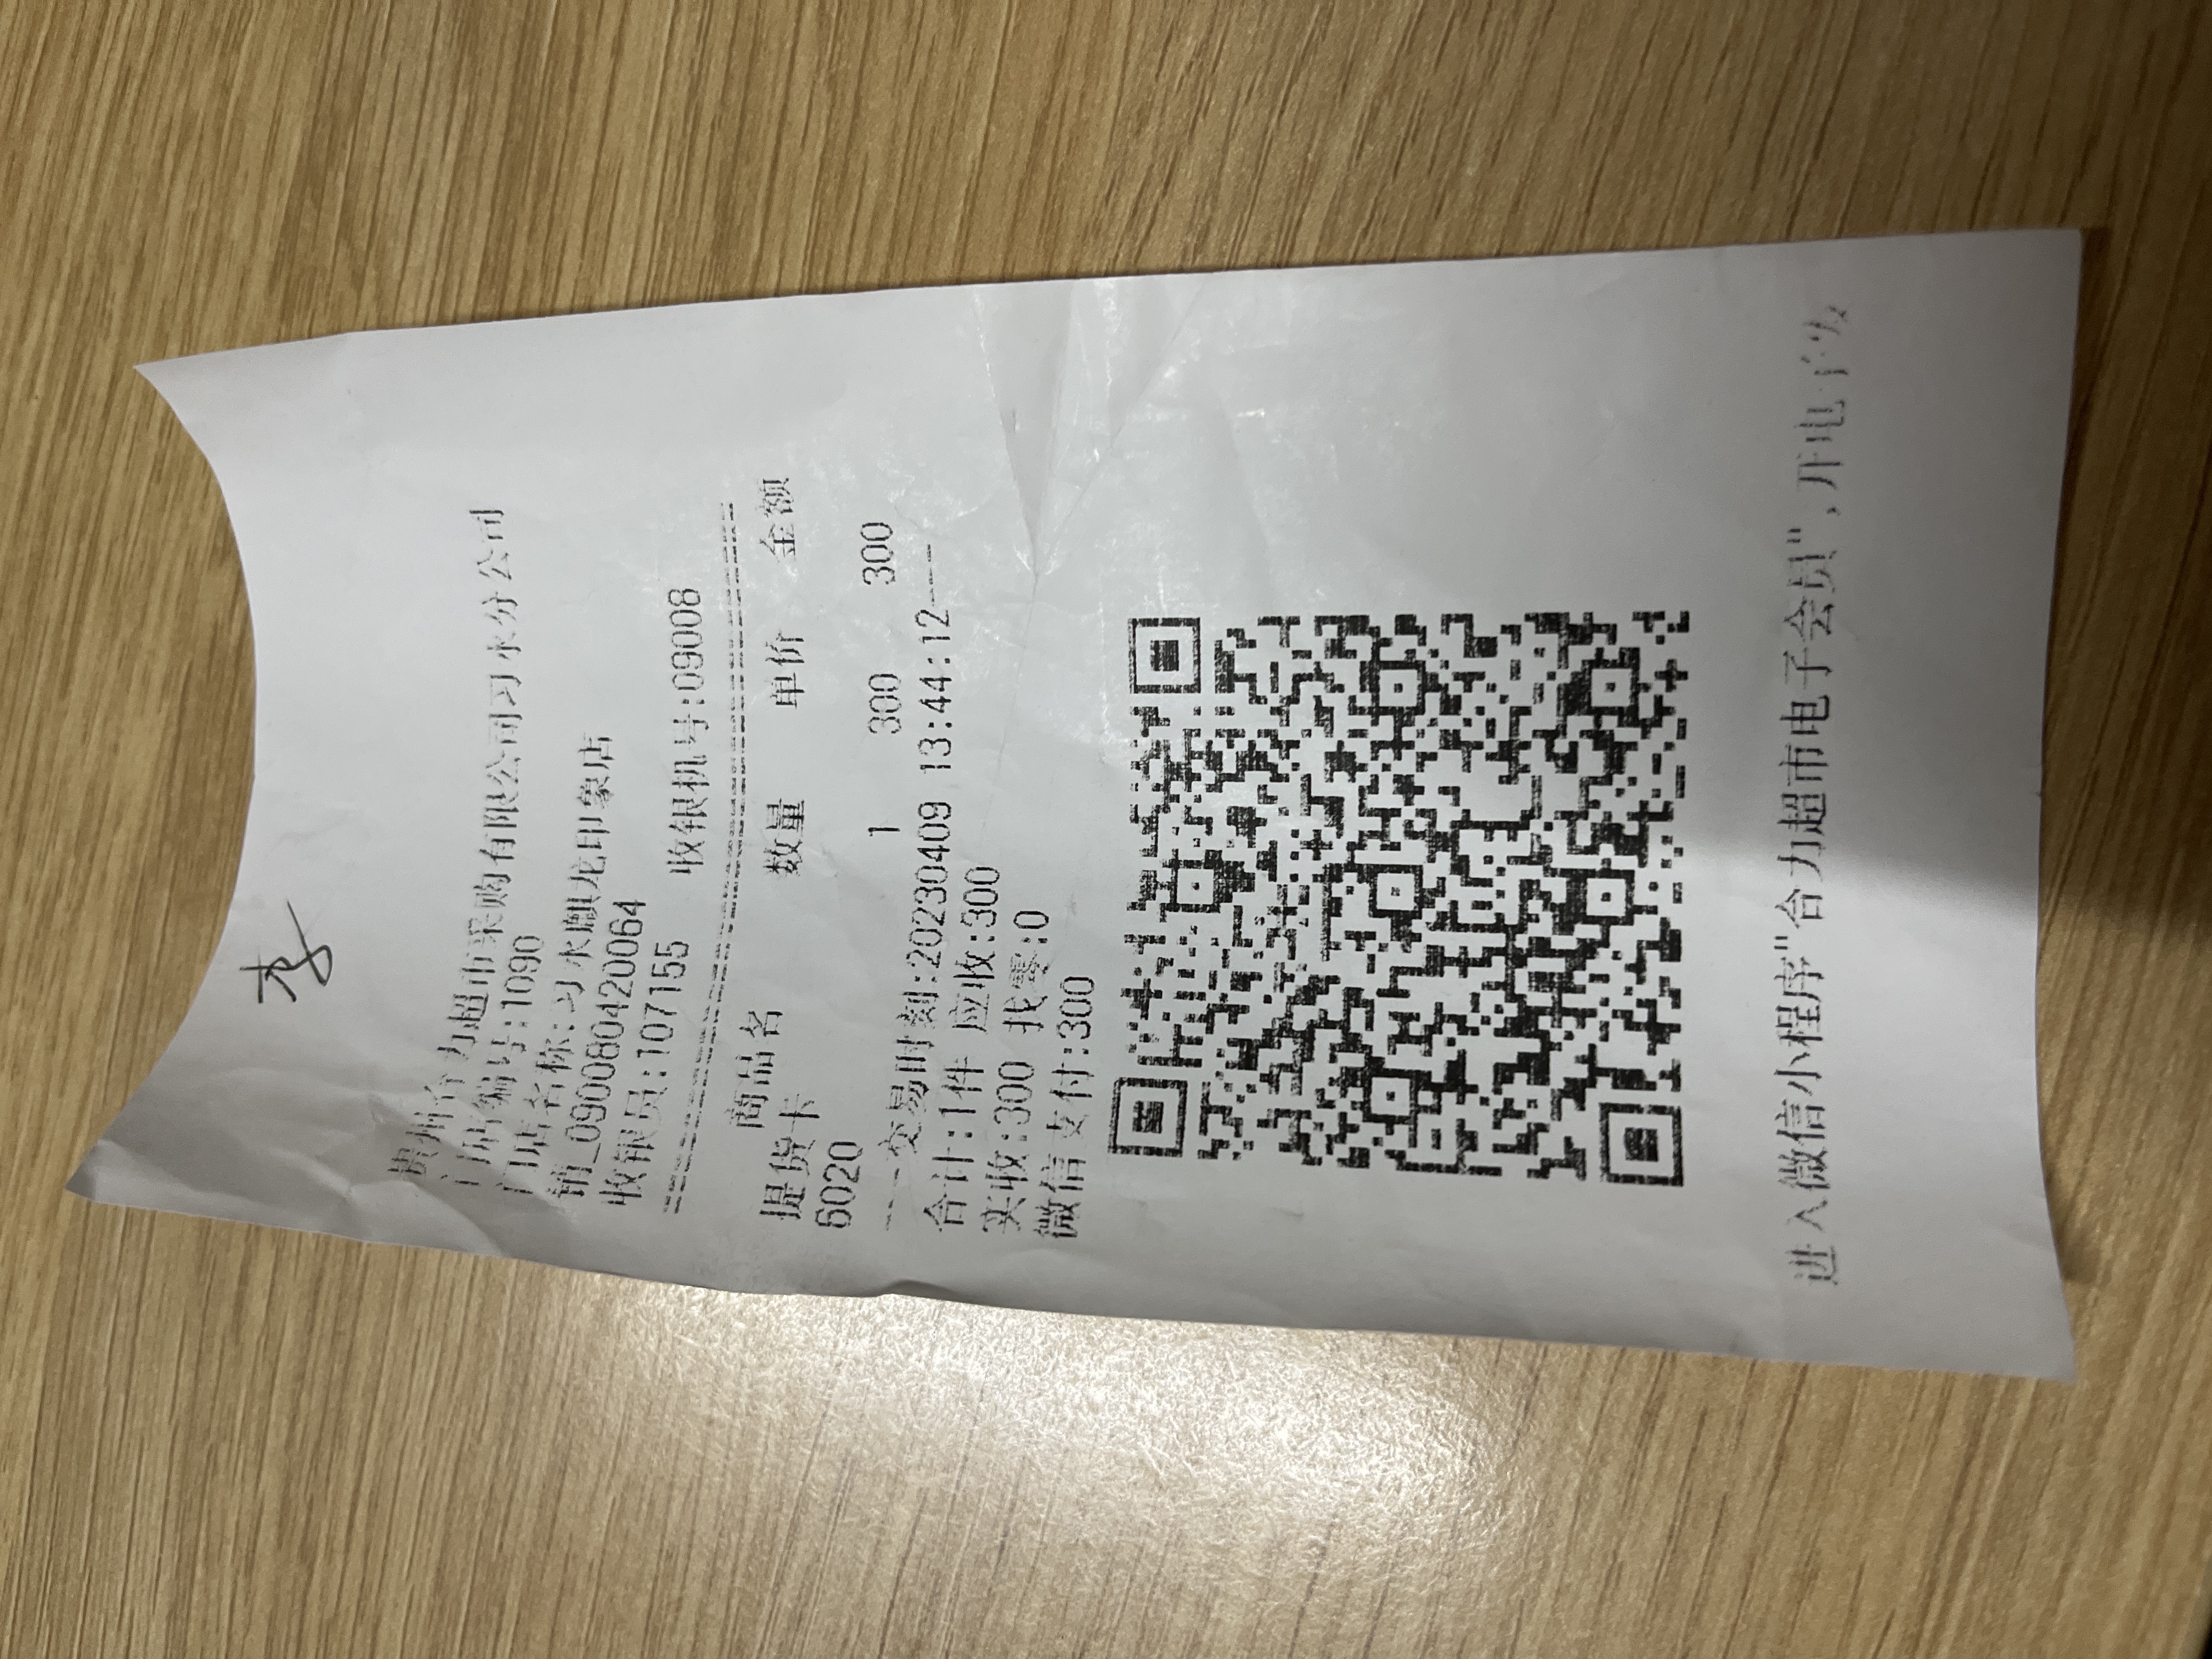 李
贵州合力超市采购有限公司习水分公司
门店编号:1090
门店名称:习水麒龙印象店
销_090080420064
收银员:107155 收银机号:09008
商品名 数量 单价 金额
提货卡
6020 1 300 300
---交易时刻:20230409 13:44:12---
合计:1件 应收:300
实收:300 找零:0
微信支付:300
进入微信小程序"合力超市电子会员",开电子发